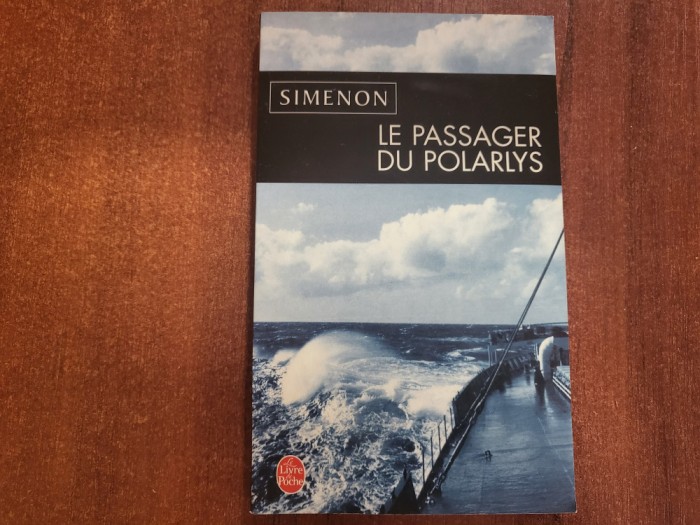 SIMENON
LE PASSAGER
DU POLARLYS
Le
Livre
de
Poche